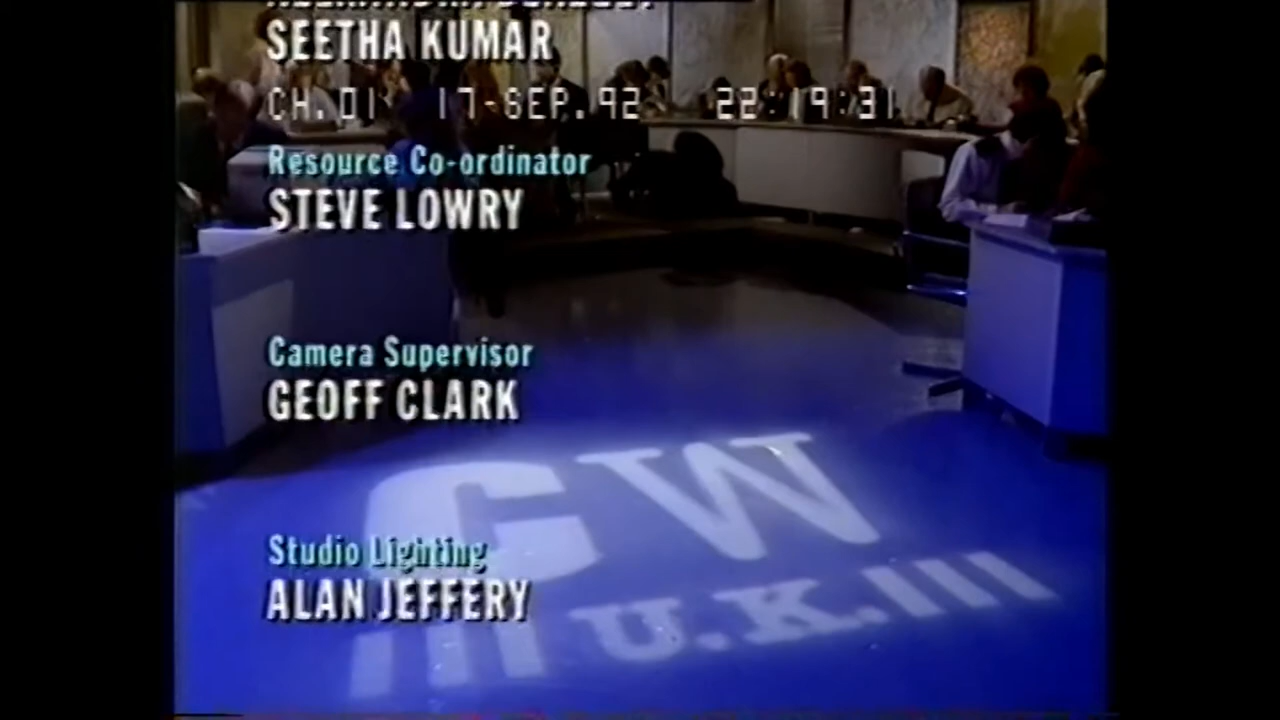 SEETHA KUMAR
CH.01 17-SEP.92 22:19:31
Resource Co-ordinator
STEVE LOWRY
Camera Supervisor
GEOFF CLARK
CW
U.K.
Studio Lighting
ALAN JEFFERY